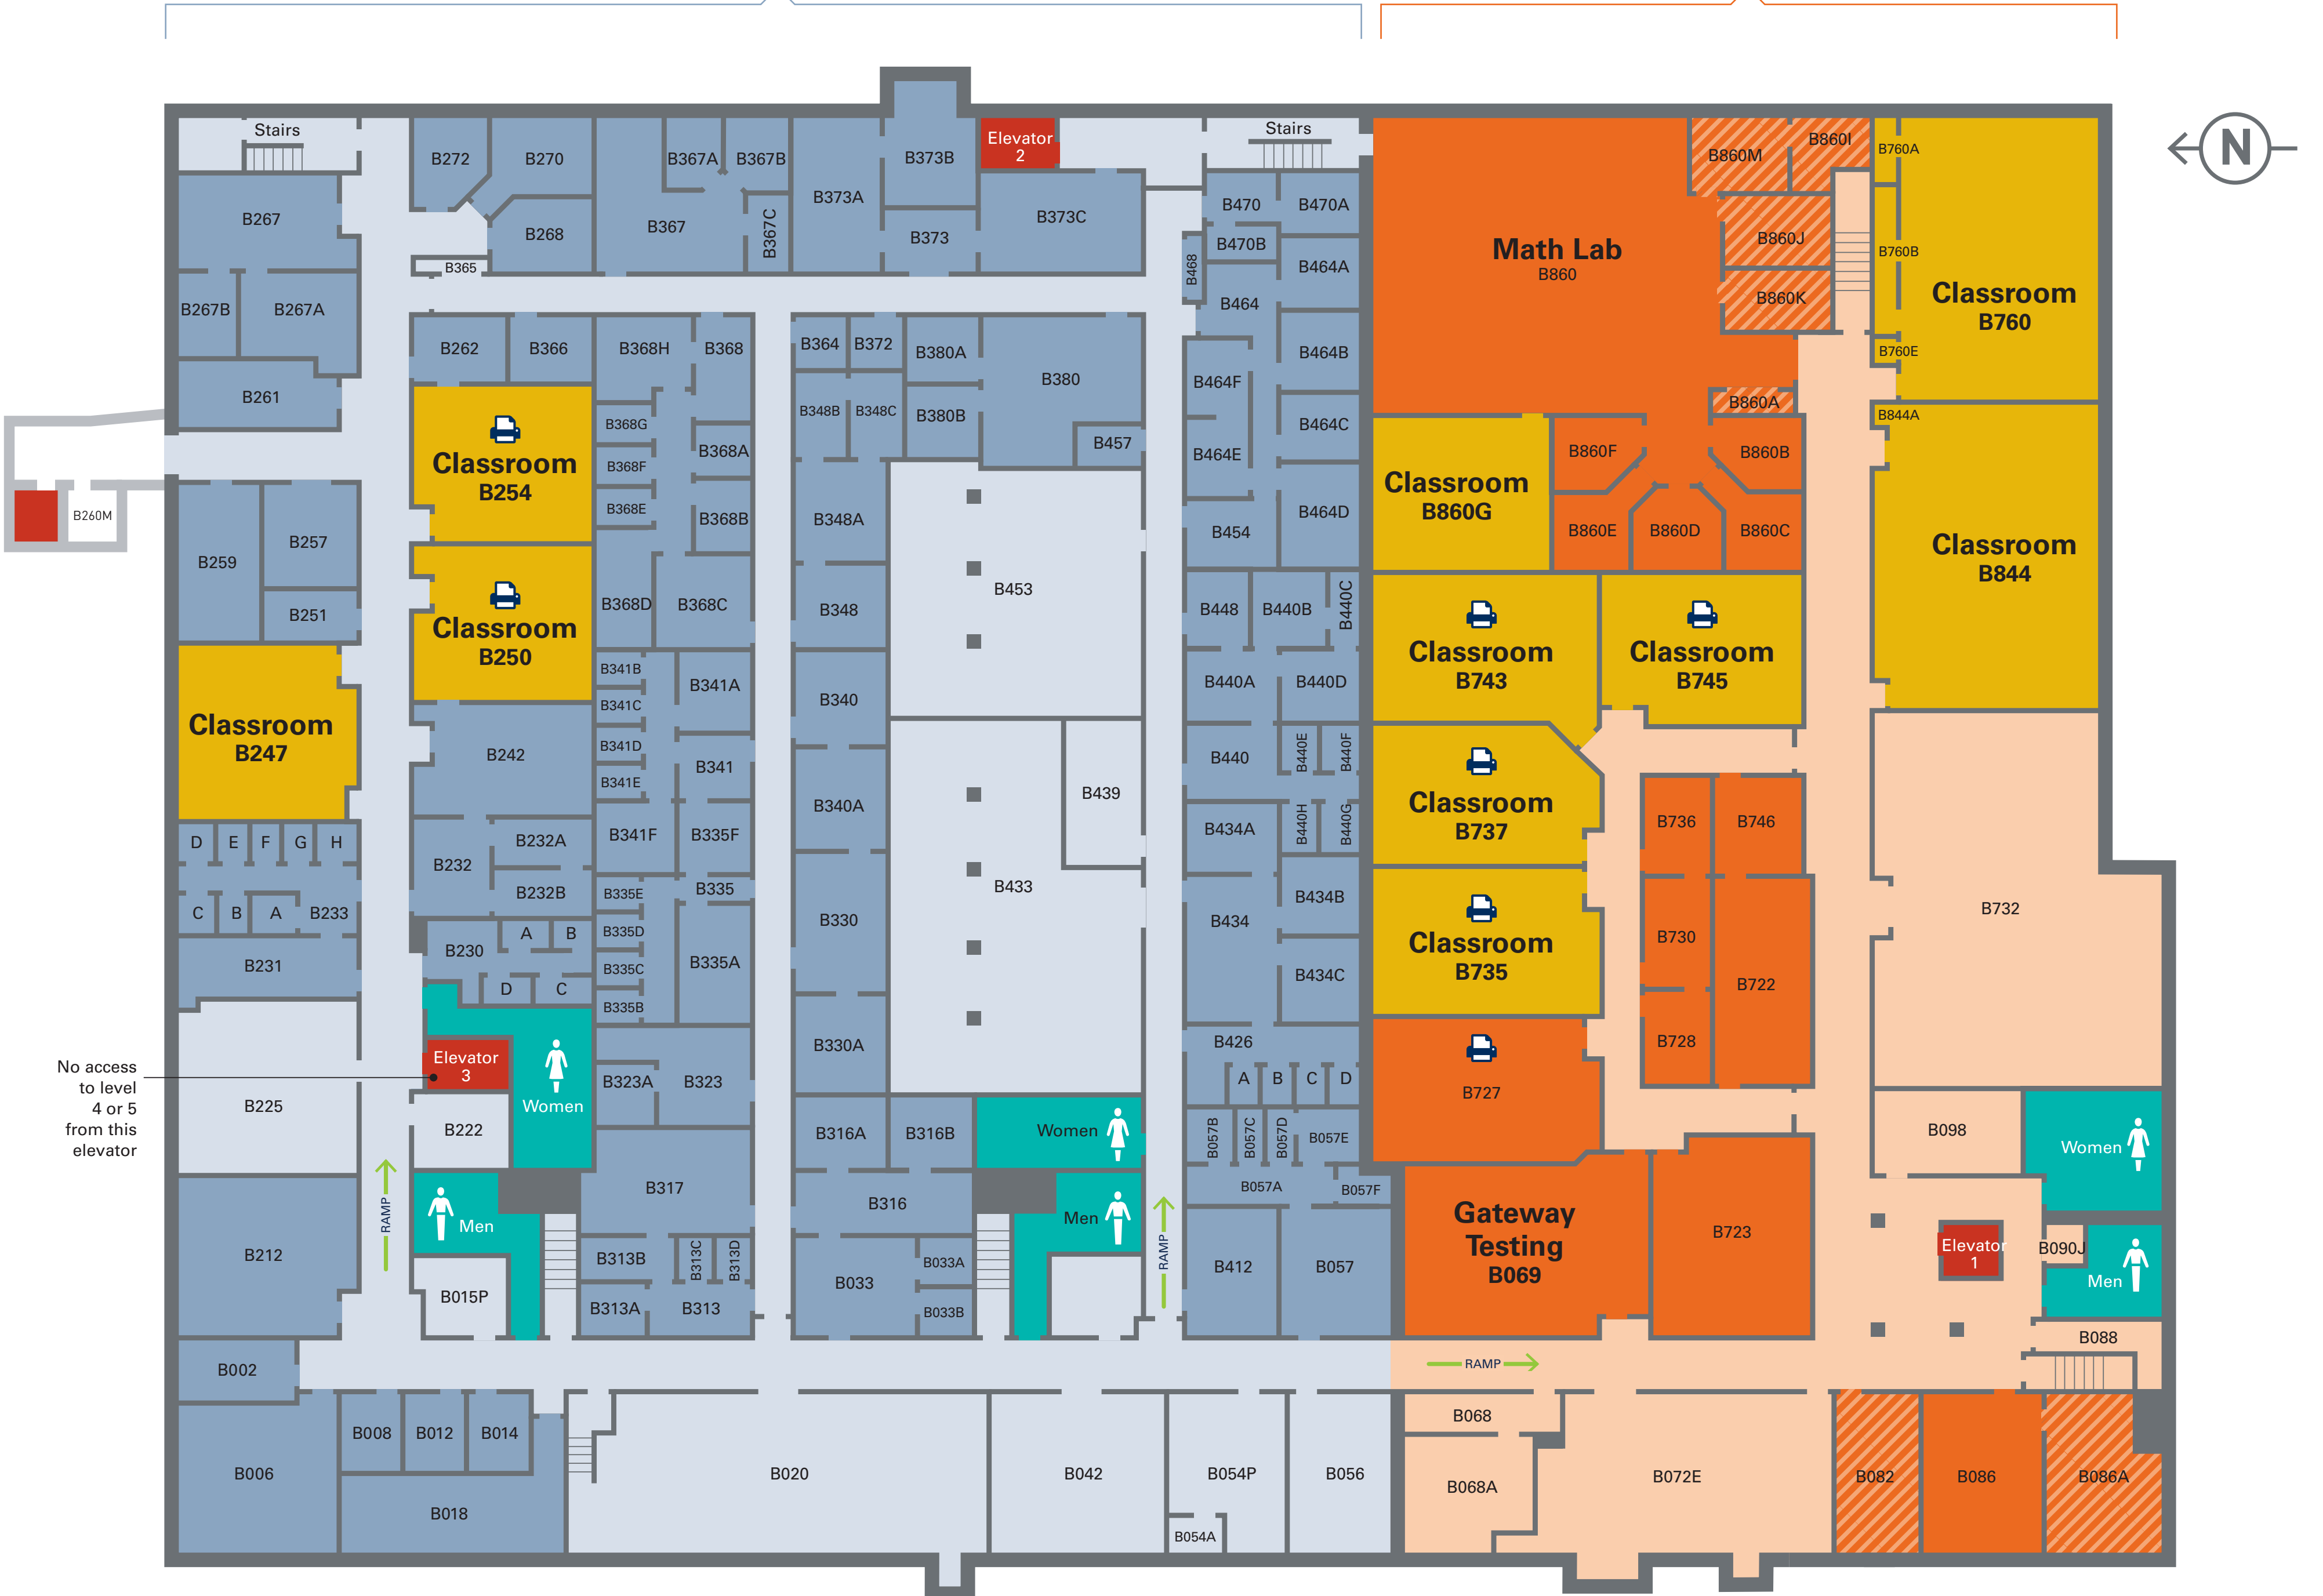 Stairs
B272
B270
B367A
B367B
B373B
Elevator
2
Stairs
B860M
B860I
B760A
N
B267
B268
B367
B367C
B373A
B373
B373C
B470
B470A
B470B
B468
B464A
Math Lab
B860
B860J
B760B
B365
B267B
B267A
B464
B860K
Classroom
B760
B262
B366
B368H
B368
B364
B372
B380A
B380
B464B
B760E
B261
B464F
B348B
B348C
B380B
B860A
B844A
B368G
B464C
B457
Classroom
B254
B368F
B368A
B464E
Classroom
B860G
B860F
B860B
B260M
B368E
B368B
B348A
B454
B464D
B860E
B860D
B860C
B259
B257
Classroom
B844
B251
Classroom
B250
B368D
B368C
B348
B453
B448
B440B
B440C
Classroom
B743
Classroom
B745
B341B
B341A
B341C
B340
B440A
B440D
Classroom
B247
B242
B341D
B341
B341E
B440
B440E
B440F
B439
B340A
Classroom
B737
B736
B746
D
E
F
G
H
B232
B232A
B341F
B335F
B434A
B440H
B440G
B232B
B335E
B335
B433
B434B
C
B
A
B233
B330
B434
B732
B230
A
B
B335D
Classroom
B735
B730
B231
B335C
B335A
B434C
B722
D
C
B335B
B330A
B426
B728
No access
to level
4 or 5
from this
elevator
Elevator
3
B323A
B323
A
B
C
D
B727
B225
Women
B222
B316A
B316B
Women
B057B
B057C
B057D
B057E
B098
Women
RAMP
Men
B317
B316
Men
B057A
B057F
Gateway
Testing
B069
B723
B212
RAMP
B313B
B313C
B313D
B033
B033A
B412
B057
Elevator
1
B090J
Men
B015P
B313A
B313
B033B
B088
B002
RAMP
B008
B012
B014
B068
B006
B020
B042
B054P
B056
B068A
B072E
B082
B086
B086A
B018
B054A